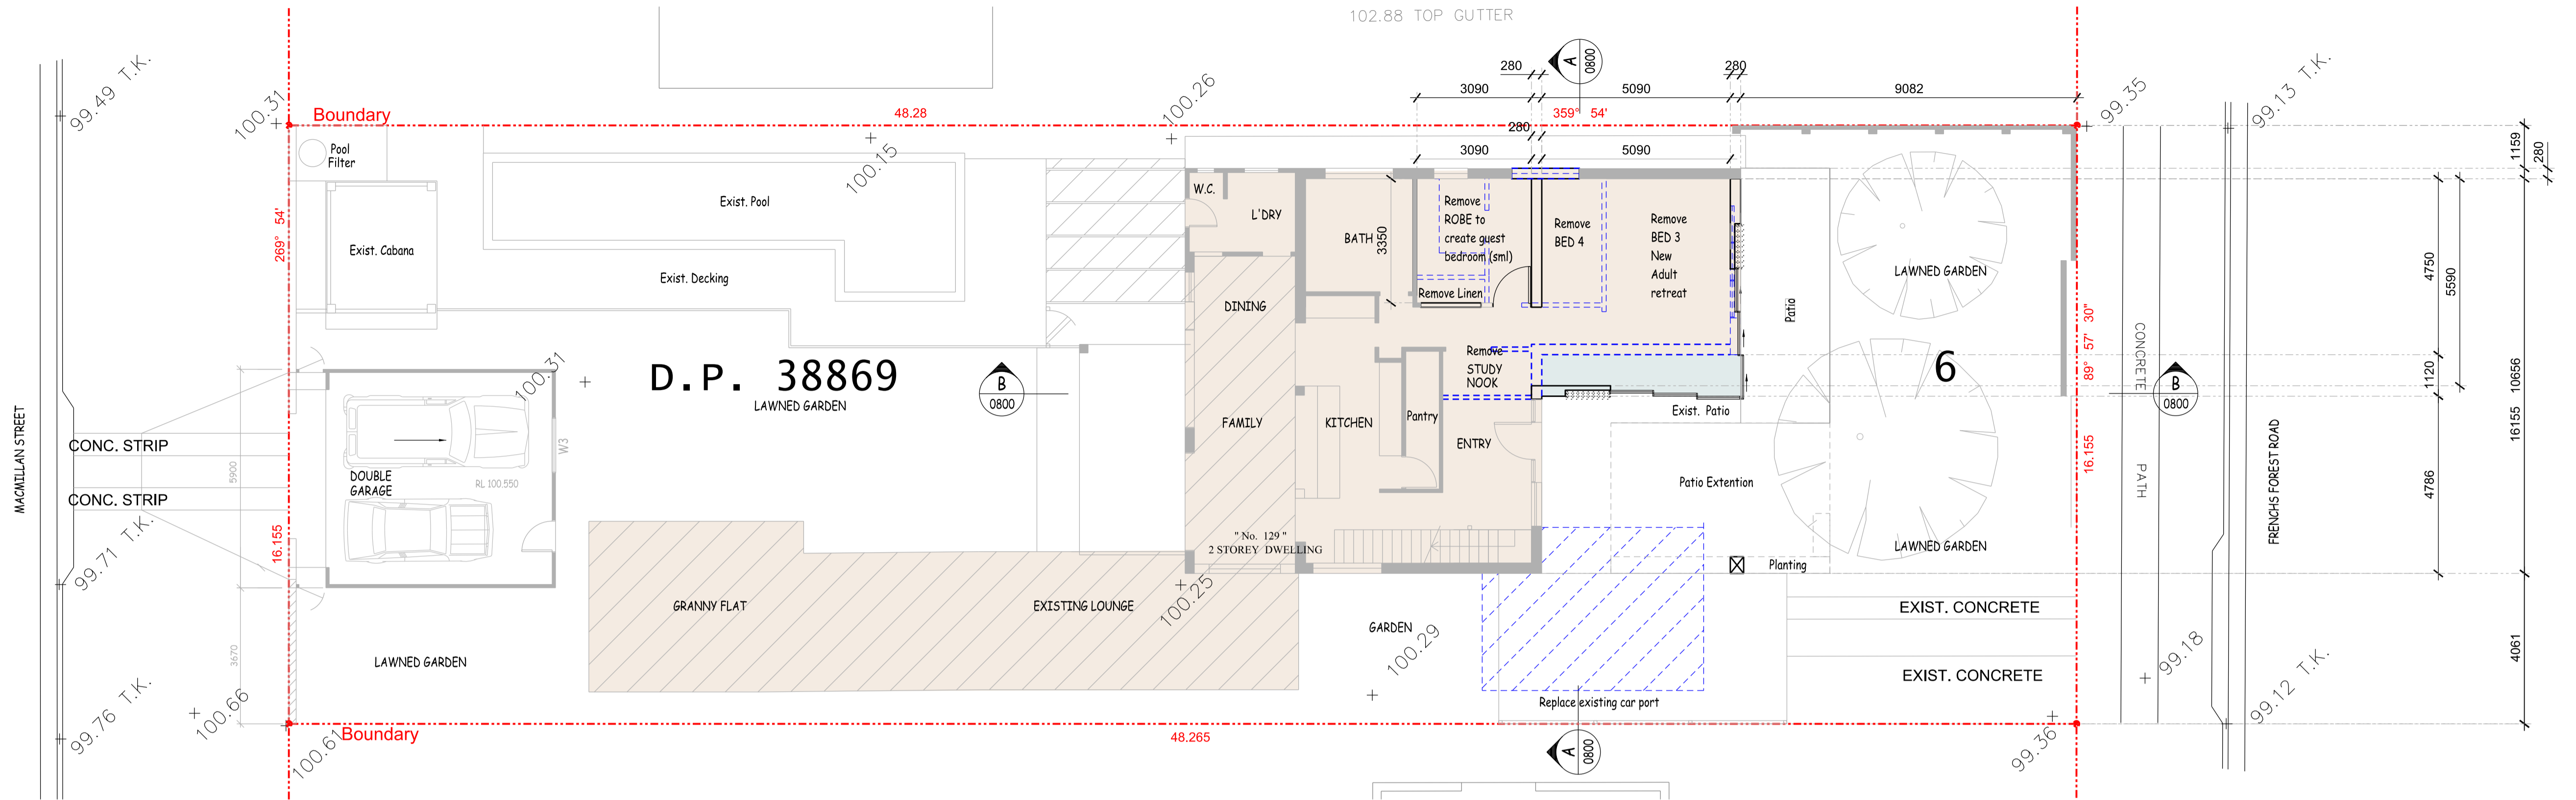 102.88 TOP GUTTER
99.49 T.K.
100.31
Boundary
48.28
100.15
100.26
280
A
0800
280
3090
5090
9082
359° 54'
280
3090
5090
99.35
99.13 T.K.
1159
280
Pool
Filter
Exist. Cabana
269° 54'
Exist. Pool
Exist. Decking
W.C.
L'DRY
BATH
3350
Remove
ROBE to
create guest
bedroom (sml)
Remove Linen
Remove
BED 4
Remove
BED 3
New
Adult
retreat
Patio
LAWNED GARDEN
89° 57' 30"
CONCRETE
PATH
4750
5590
DINING
100.31
D.P. 38869
LAWNED GARDEN
B
0800
Remove
STUDY
NOOK
6
B
0800
1120
10656
16155
MACMILLAN STREET
CONC. STRIP
CONC. STRIP
5900
DOUBLE
GARAGE
RL 100.550
W3
FAMILY
KITCHEN
Pantry
ENTRY
Exist. Patio
Patio Extention
16.155
4786
FRENCHS FOREST ROAD
16.155
99.71 T.K.
" No. 129 "
2 STOREY DWELLING
LAWNED GARDEN
Planting
GRANNY FLAT
EXISTING LOUNGE
100.25
GARDEN
100.29
EXIST. CONCRETE
EXIST. CONCRETE
4061
3670
LAWNED GARDEN
99.76 T.K.
100.66
100.61
Boundary
48.265
Replace existing car port
A
0800
99.36
99.18
99.12 T.K.